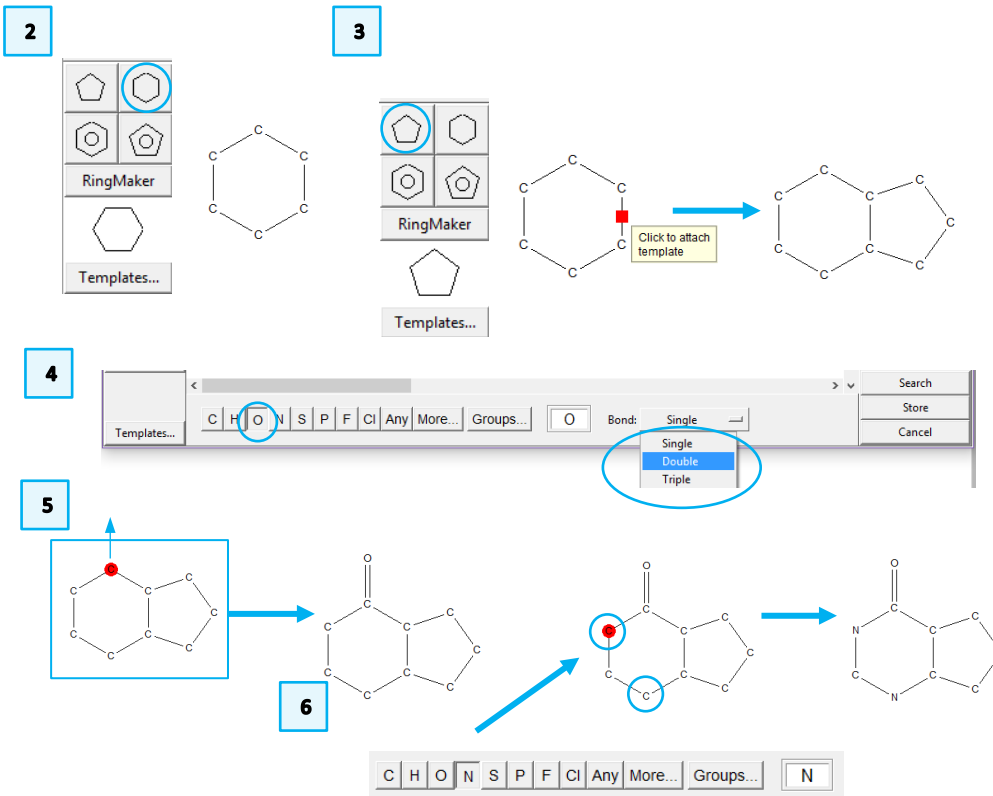 2
RingMaker
Templates...
C
C C
C C
C
3
RingMaker
Templates...
C
C C
Click to attach
template
C C
C
C C
C C
C
C C
C C
4
Templates...
C H O N S P F Cl Any More... Groups... O Bond: Single
Single
Double
Triple
Search
Store
Cancel
5
C
C C C
C
C C C
C
O
C
C C C
C
C C C
C
6
O
C
C C C
C
C C C
C
O
C
N C C
C C C
N
C H O N S P F Cl Any More... Groups... N